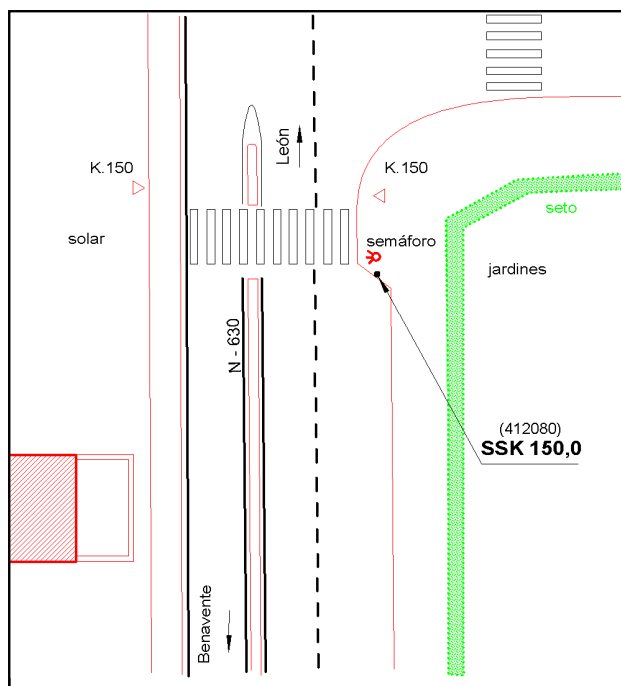 León
K.150
K.150
seto
solar
semáforo
jardines
N - 630
(412080)
SSK 150,0
Benavente